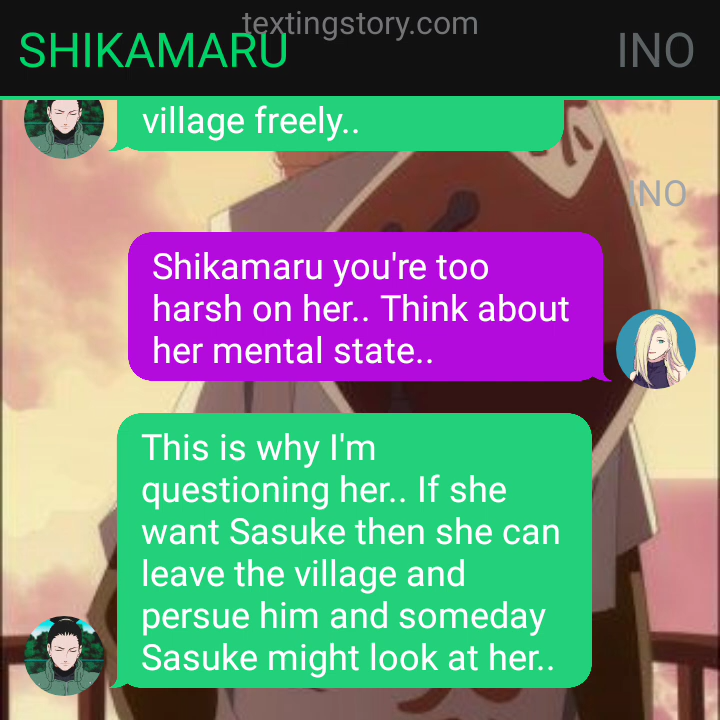 textingstory.com
SHIKAMARU
INO
village freely..
INO
Shikamaru you're too
harsh on her.. Think about
her mental state..
This is why I'm
questioning her.. If she
want Sasuke then she can
leave the village and
persue him and someday
Sasuke might look at her..